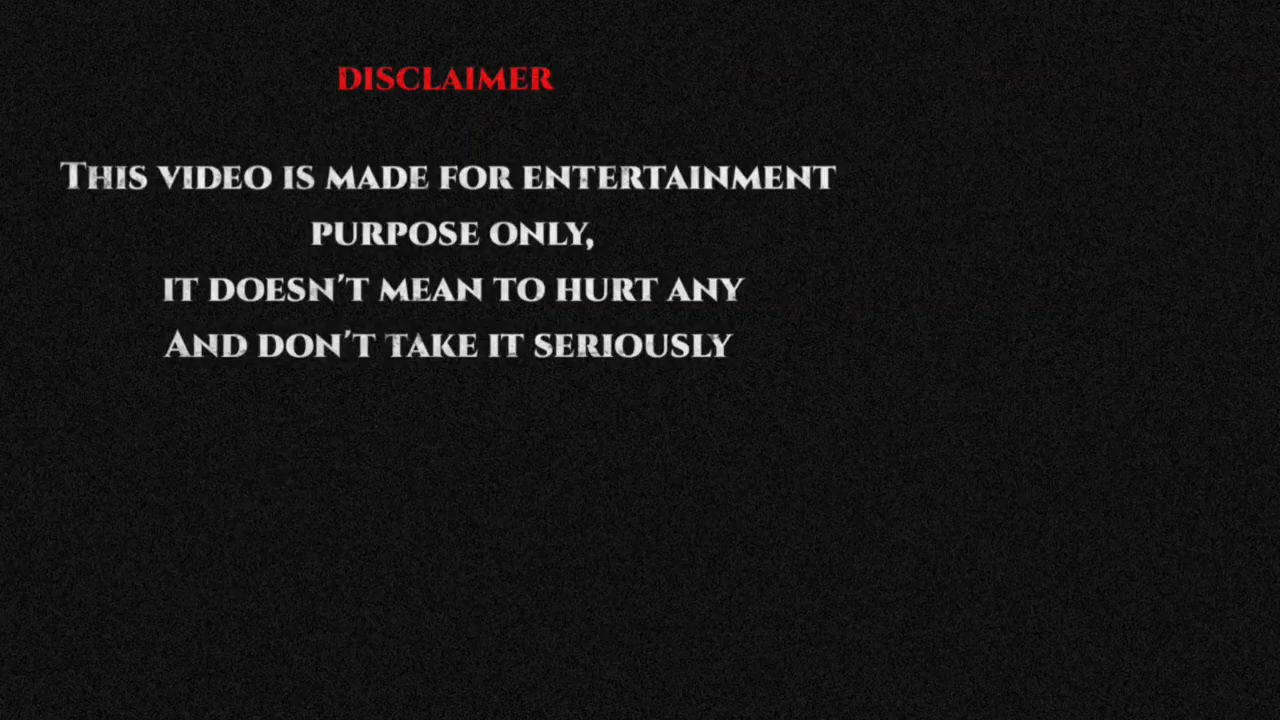 DISCLAIMER
This video is made for entertainment
purpose only,
it doesn't mean to hurt any
And don't take it seriously